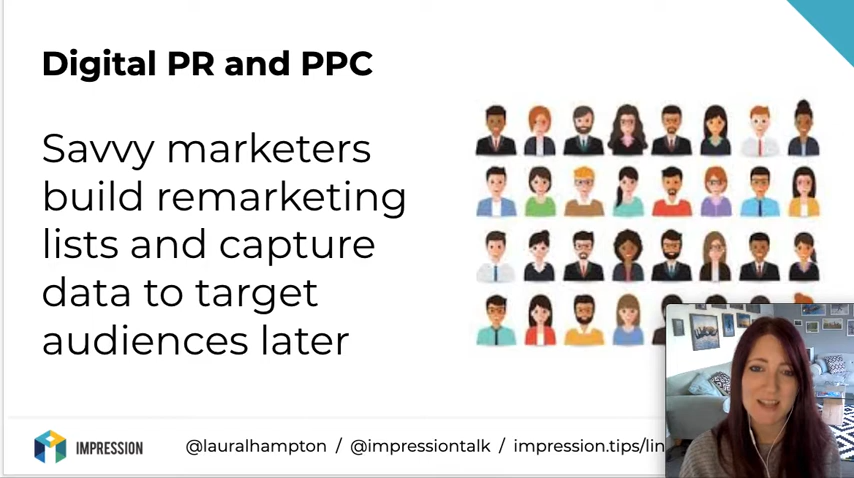 Digital PR and PPC
Savvy marketers
build remarketing
lists and capture
data to target
audiences later
IMPRESSION
@lauralhampton / @impressiontalk / impression.tips/lin